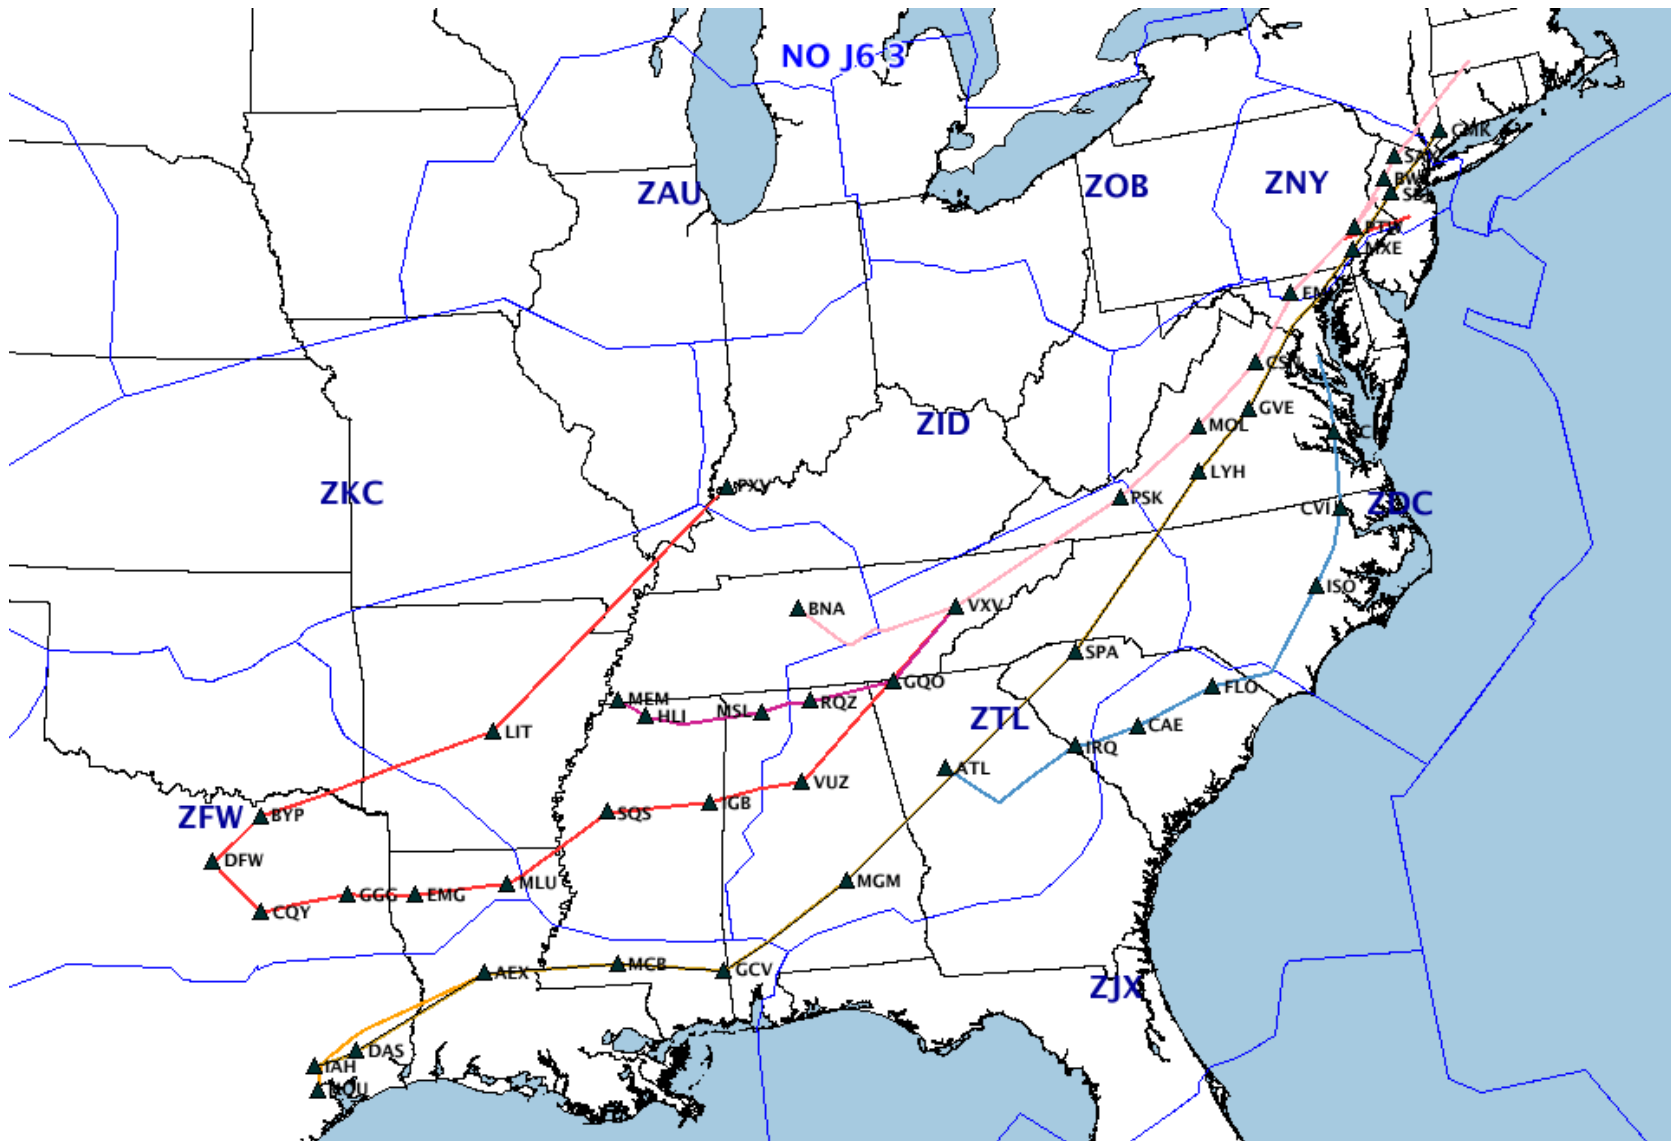 NO J6 3
CMK
ZAU
ZOB
ZNY
PTW
MXE
GVE
MOL
ZID
LYH
PXV
ZKC
PSK
CVI
ZDC
ISO
BNA
VXV
SPA
GQO
FLO
MEM
HLI
MSL
RQZ
ZTL
CAE
LIT
IRQ
ATL
VUZ
IGB
SQS
ZFW
BYP
DFW
MLU
MGM
GGG
EMG
CQY
MCB
GCV
AEX
ZJX
DAS
IAH